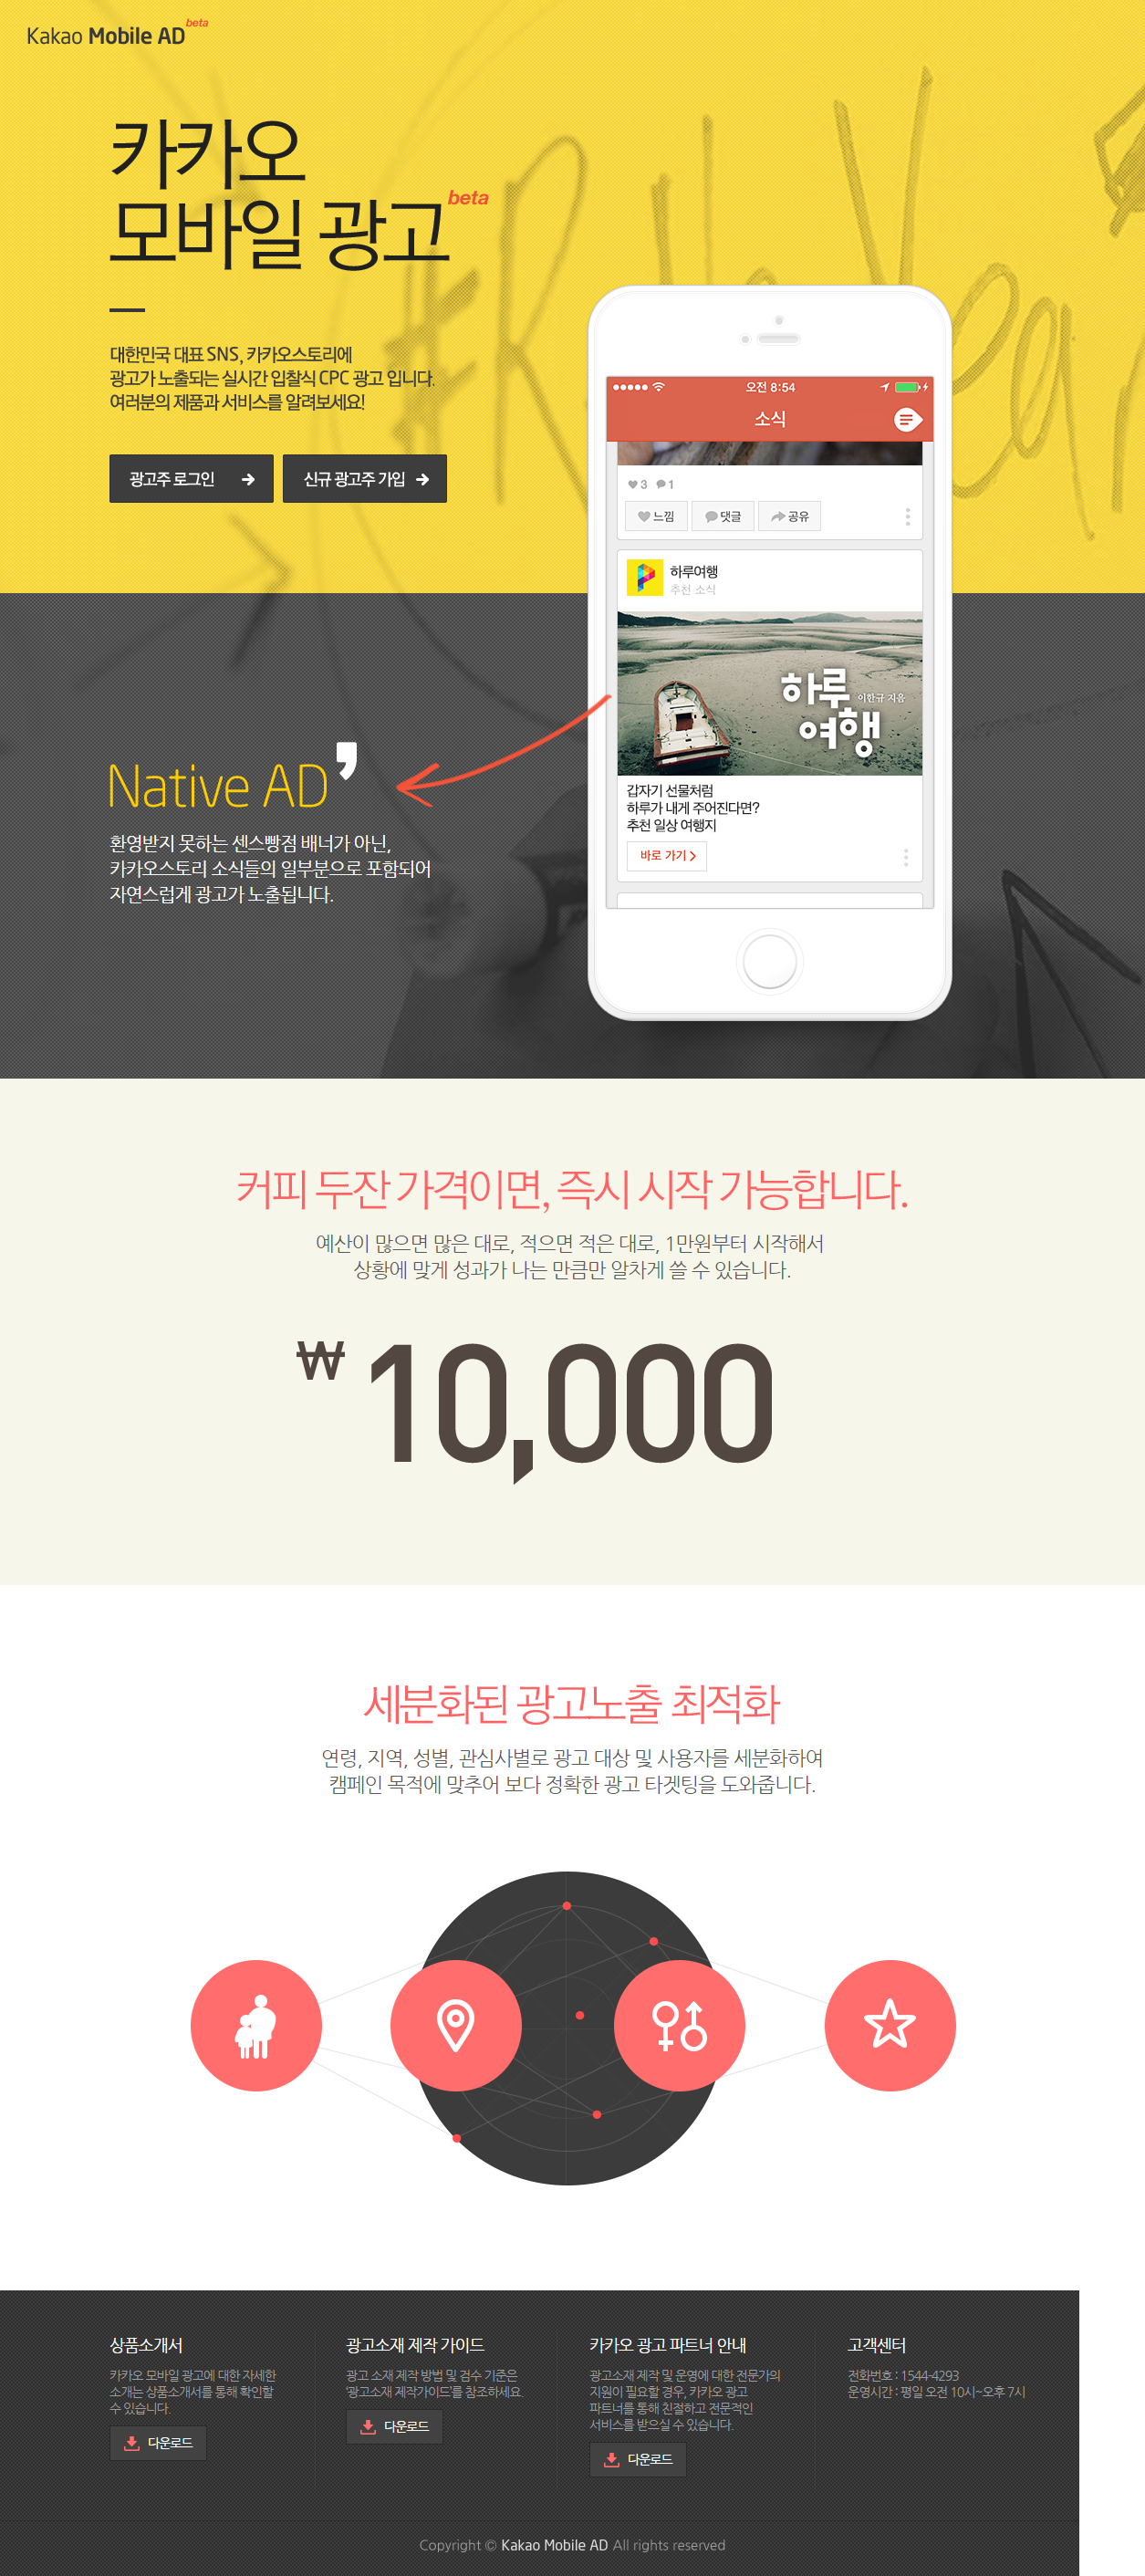 Kakao Mobile AD beta
카카오
모바일 광고 beta
대한민국 대표 SNS, 카카오스토리에
광고가 노출되는 실시간 입찰식 CPC 광고 입니다.
여러분의 제품과 서비스를 알려보세요!
광고주 로그인
신규 광고주 가입
오전 8:54
소식
3 1
느낌 댓글 공유
하루여행
추천 소식
하루
이한규 지음
여행
갑자기 선물처럼
하루가 내게 주어진다면?
추천 일상 여행지
바로 가기
Native AD
환영받지 못하는 센스빵점 배너가 아닌,
카카오스토리 소식들의 일부분으로 포함되어
자연스럽게 광고가 노출됩니다.
커피 두잔 가격이면, 즉시 시작 가능합니다.
예산이 많으면 많은 대로, 적으면 적은 대로, 1만원부터 시작해서
상황에 맞게 성과가 나는 만큼만 알차게 쓸 수 있습니다.
₩ 10,000
세분화된 광고노출 최적화
연령, 지역, 성별, 관심사별로 광고 대상 및 사용자를 세분화하여
캠페인 목적에 맞추어 보다 정확한 광고 타겟팅을 도와줍니다.
상품소개서
카카오 모바일 광고에 대한 자세한
소개는 상품소개서를 통해 확인할
수 있습니다.
다운로드
광고소재 제작 가이드
광고 소재 제작 방법 및 검수 기준은
'광고소재 제작가이드'를 참조하세요.
다운로드
카카오 광고 파트너 안내
광고소재 제작 및 운영에 대한 전문가의
지원이 필요할 경우, 카카오 광고
파트너를 통해 친절하고 전문적인
서비스를 받으실 수 있습니다.
다운로드
고객센터
전화번호 : 1544-4293
운영시간 : 평일 오전 10시~오후 7시
Copyright © Kakao Mobile AD All rights reserved